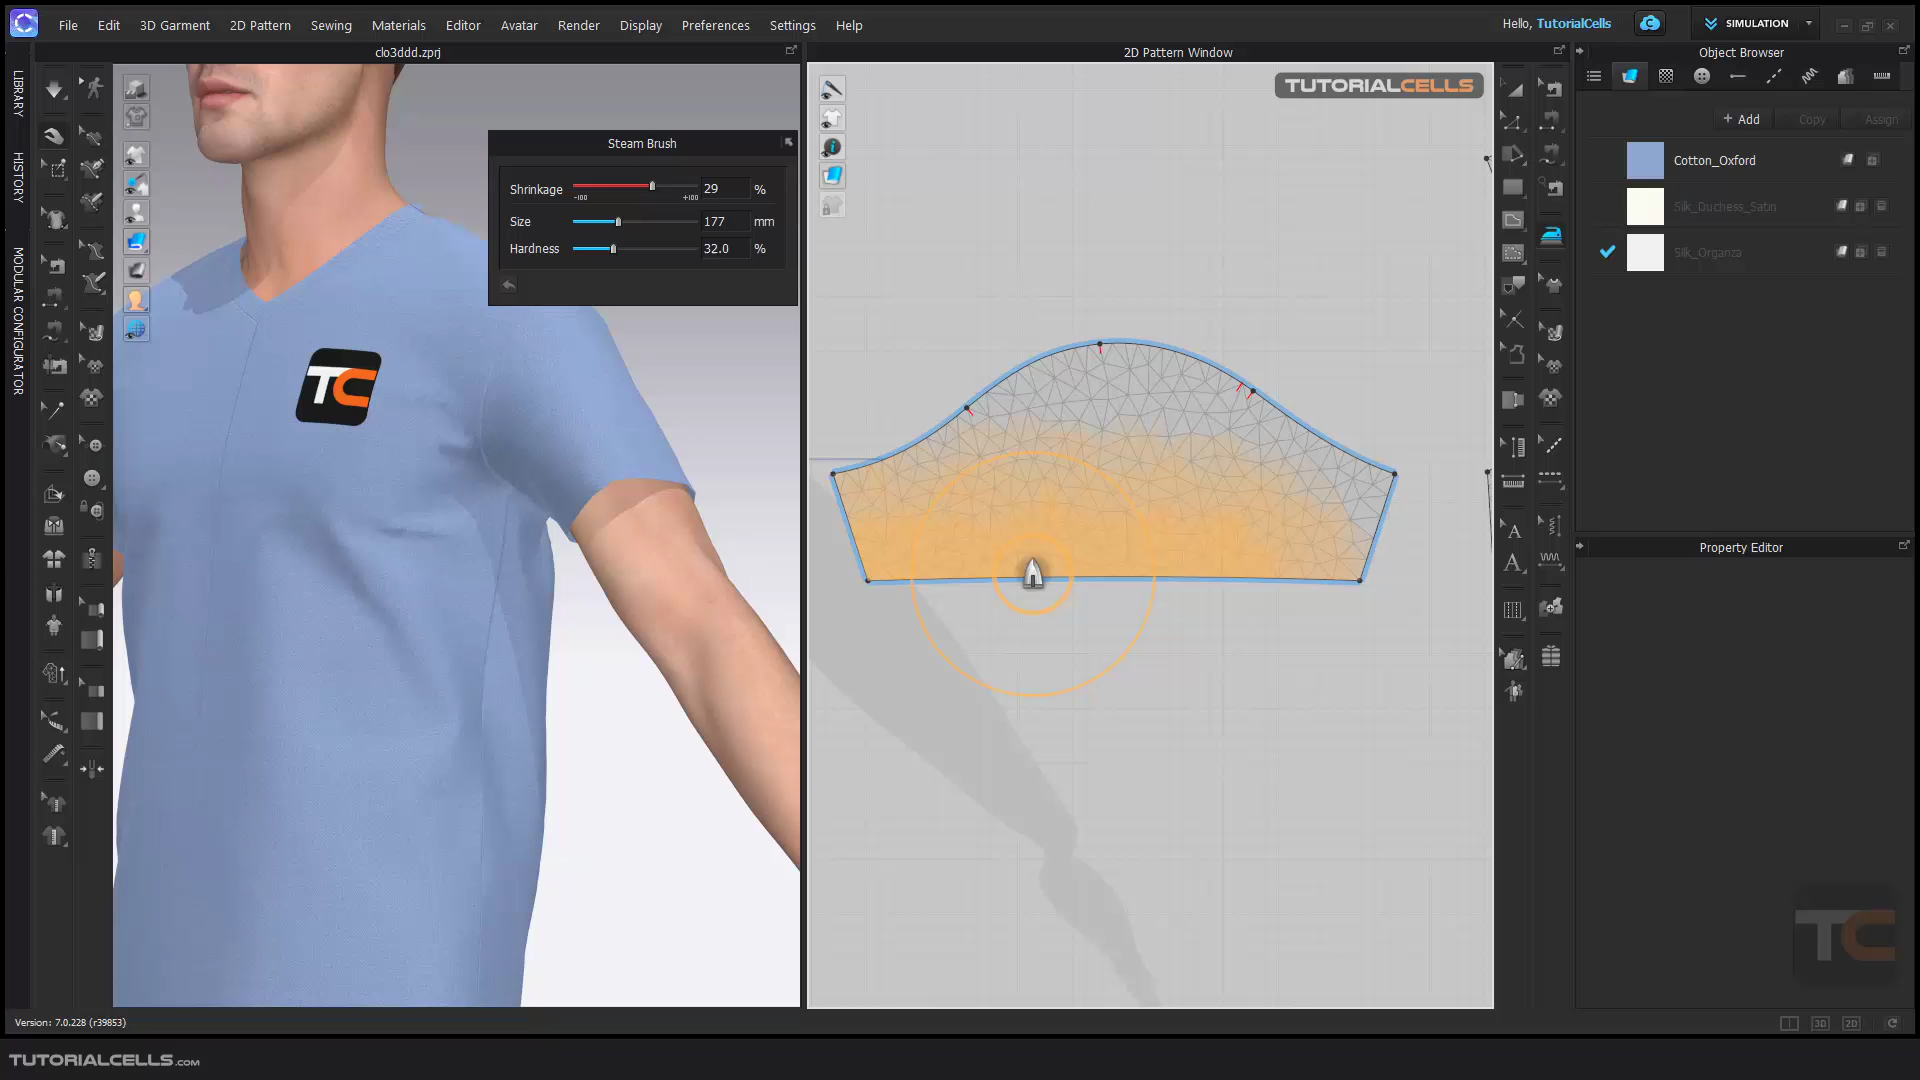 File Edit 3D Garment 2D Pattern Sewing Materials Editor Avatar Render Display Preferences Settings Help
Hello, TutorialCells
SIMULATION
clo3ddd.zprj
2D Pattern Window
Object Browser
LIBRARY
HISTORY
MODULAR CONFIGURATOR
TUTORIALCELLS
Steam Brush
Shrinkage 29 %
-100 +100
Size 177 mm
Hardness 32.0 %
TC
+ Add Copy Assign
Cotton_Oxford
Silk_Duchess_Satin
Silk_Organza
A
A
Property Editor
TC
Version: 7.0.228 (r39853)
3D 2D
TUTORIALCELLS.com